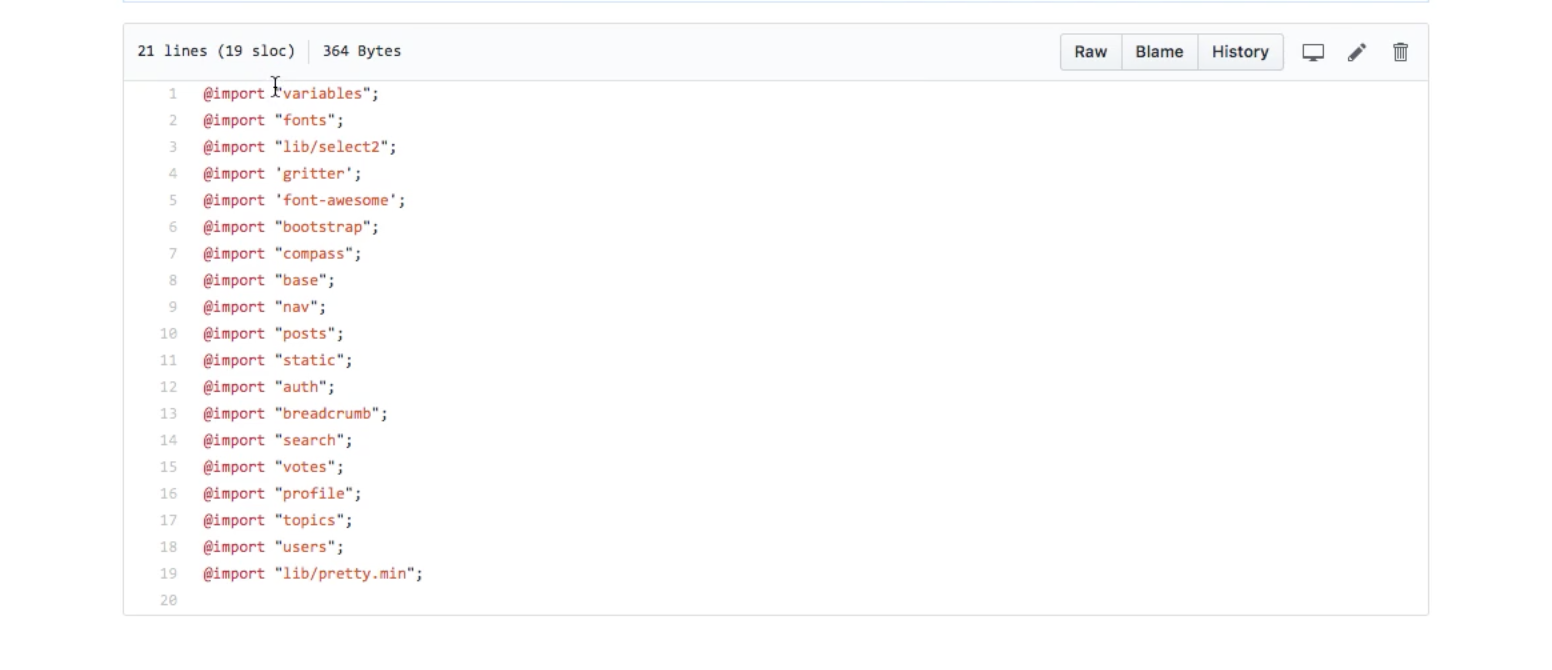 21 lines (19 sloc) 364 Bytes Raw Blame History
1 @import "variables";
2 @import "fonts";
3 @import "lib/select2";
4 @import 'gritter';
5 @import 'font-awesome';
6 @import "bootstrap";
7 @import "compass";
8 @import "base";
9 @import "nav";
10 @import "posts";
11 @import "static";
12 @import "auth";
13 @import "breadcrumb";
14 @import "search";
15 @import "votes";
16 @import "profile";
17 @import "topics";
18 @import "users";
19 @import "lib/pretty.min";
20